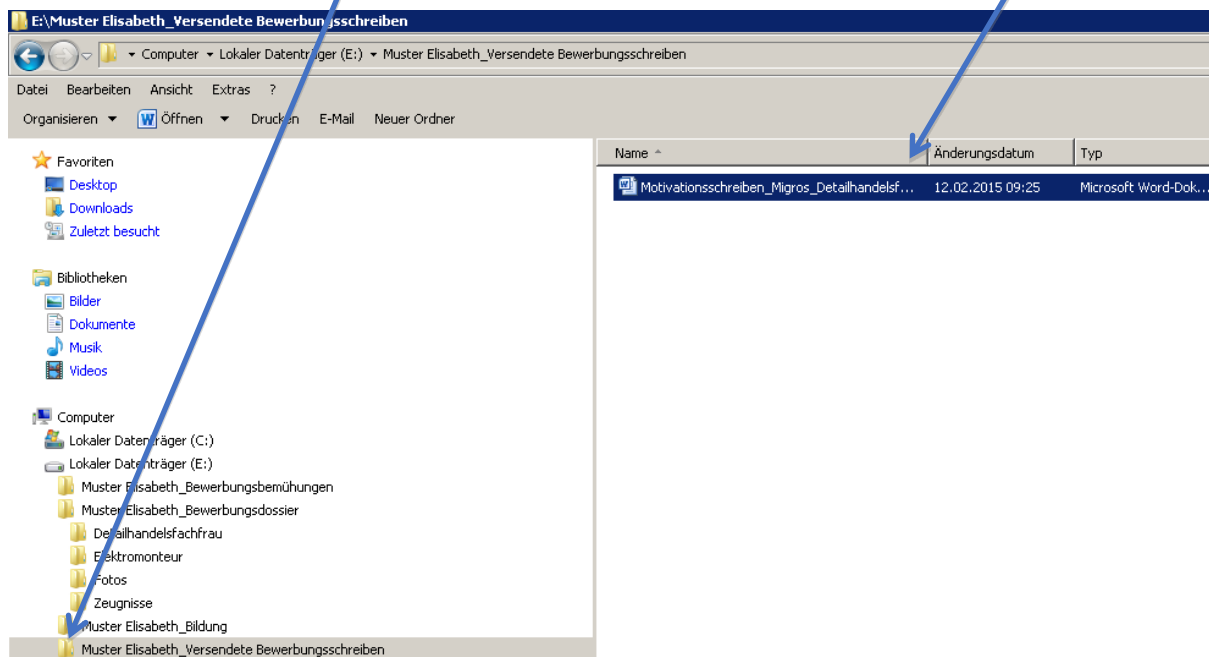 E:\Muster Elisabeth_Versendete Bewerbungsschreiben
Computer Lokaler Datenträger (E:) Muster Elisabeth_Versendete Bewerbungsschreiben
Datei Bearbeiten Ansicht Extras ?
Organisieren Öffnen Drucken E-Mail Neuer Ordner
Favoriten
Desktop
Downloads
Zuletzt besucht
Bibliotheken
Bilder
Dokumente
Musik
Videos
Computer
Lokaler Datenträger (C:)
Lokaler Datenträger (E:)
Muster Elisabeth_Bewerbungsbemühungen
Muster Elisabeth_Bewerbungsdossier
Detailhandelsfachfrau
Elektromonteur
Fotos
Zeugnisse
Muster Elisabeth_Bildung
Muster Elisabeth_Versendete Bewerbungsschreiben
Name Änderungsdatum Typ
Motivationsschreiben_Migros_Detailhandelsf... 12.02.2015 09:25 Microsoft Word-Dok...